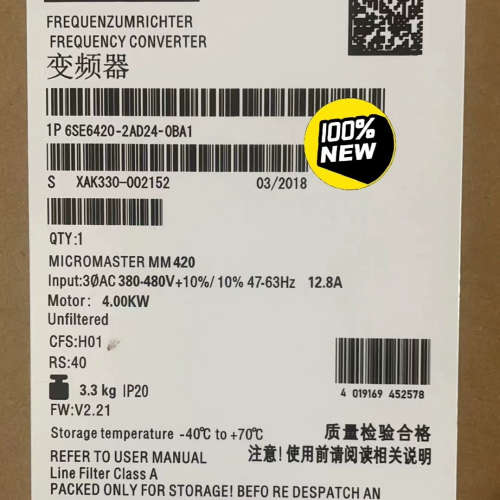 FREQUENZUMRICHTER
FREQUENCY CONVERTER
变频器
1P 6SE6420-2AD24-0BA1
100%
NEW
S XAK330-002152 03/2018
QTY:1
MICROMASTER MM420
Input:3ØAC 380-480V+10%/ 10% 47-63Hz 12.8A
Motor: 4.00KW
Unfiltered
CFS:H01
RS:40
3.3 kg IP20
4 019169 452578
FW:V2.21
Storage temperature -40℃ to +70℃
质量检验合格
注意!使用前请阅读相关说明
REFER TO USER MANUAL
Line Filter Class A
PACKED ONLY FOR STORAGE! BEFO RE DESPATCH AN